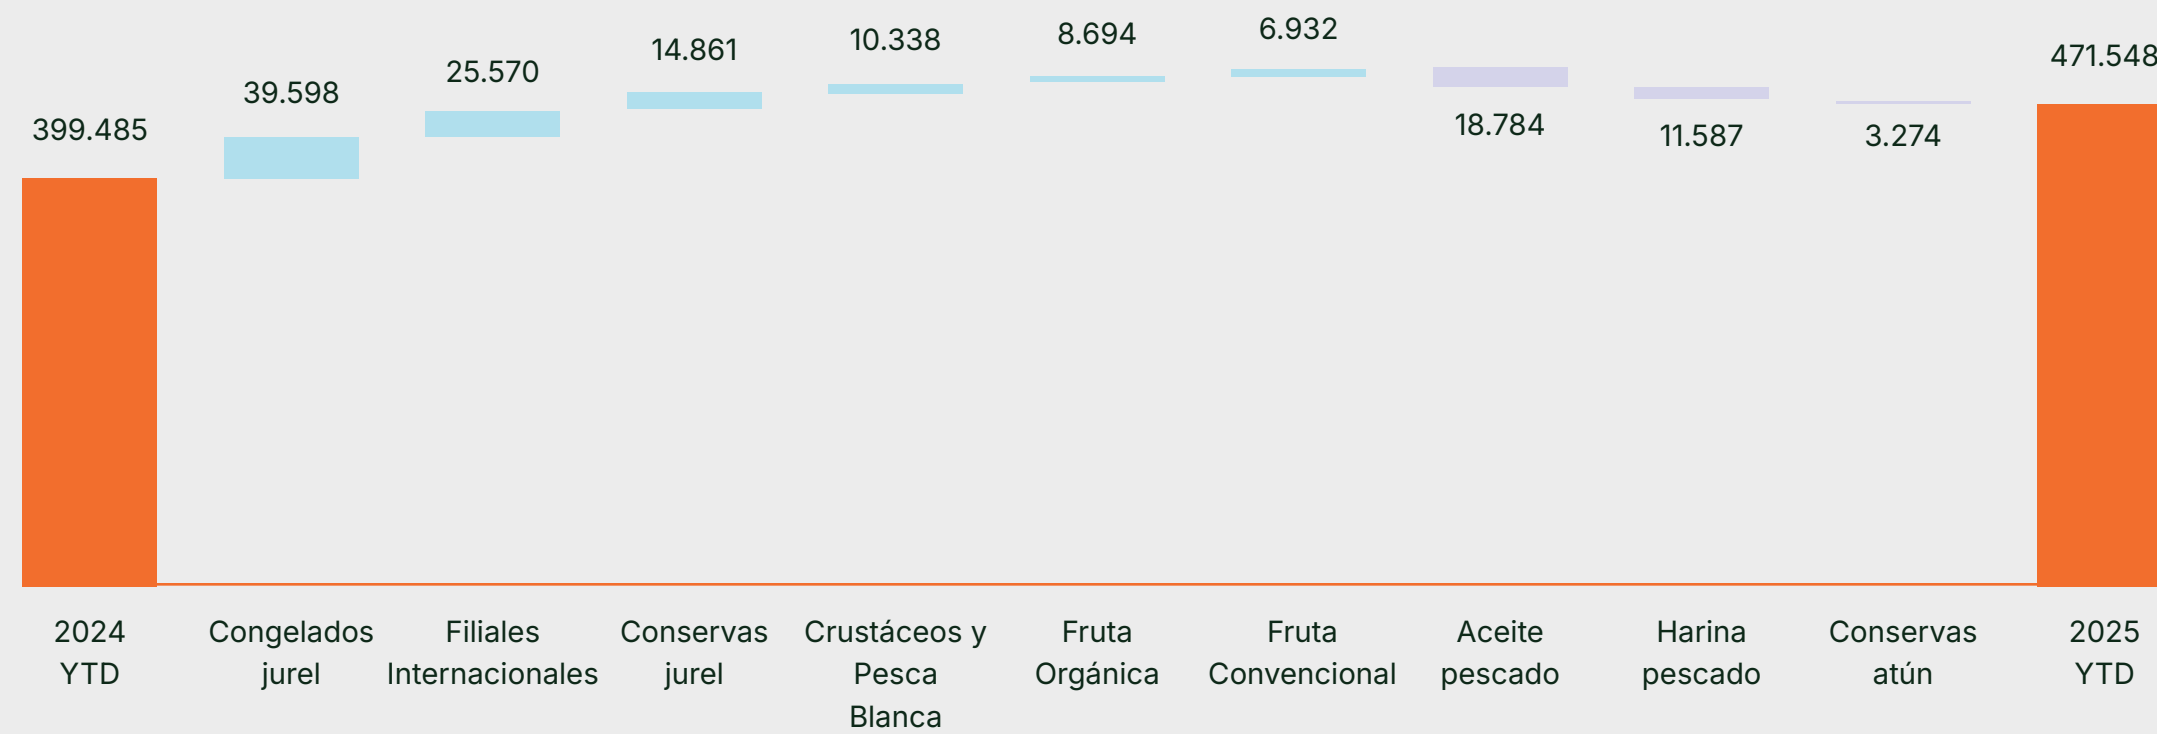 399.485
39.598
25.570
14.861
10.338
8.694
6.932
18.784
11.587
3.274
471.548
2024
YTD
Congelados
jurel
Filiales
Internacionales
Conservas
jurel
Crustáceos y
Pesca
Blanca
Fruta
Orgánica
Fruta
Convencional
Aceite
pescado
Harina
pescado
Conservas
atún
2025
YTD